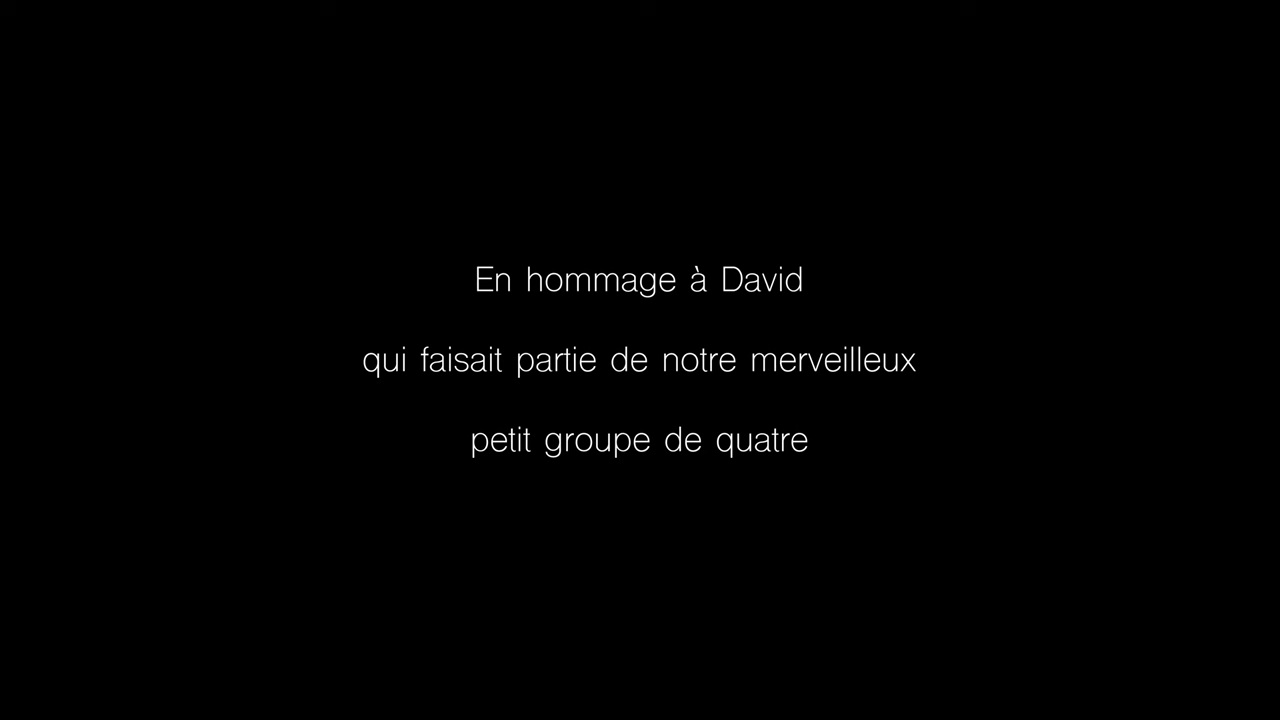 En hommage à David
qui faisait partie de notre merveilleux
petit groupe de quatre